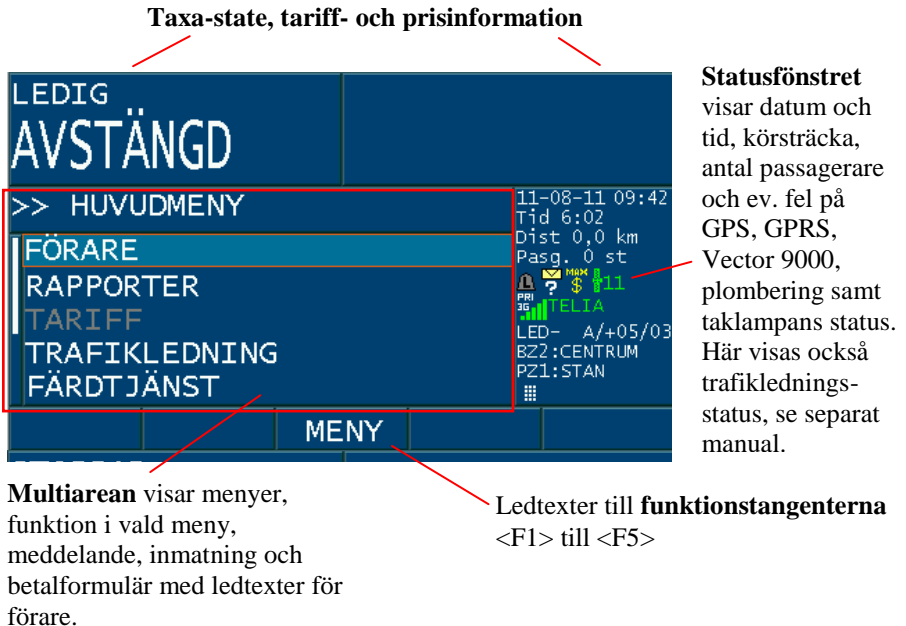 Taxa-state, tariff- och prisinformation
LEDIG
AVSTÄNGD
>> HUVUDMENY
FÖRARE
RAPPORTER
TARIFF
TRAFIKLEDNING
FÄRDTJÄNST
11-08-11 09:42
Tid 6:02
Dist 0,0 km
Pasg. 0 st
? MAX $ 11
PRI
3G TELIA
LED- A/+05/03
BZ2:CENTRUM
PZ1:STAN
MENY
Statusfönstret
visar datum och
tid, körsträcka,
antal passagerare
och ev. fel på
GPS, GPRS,
Vector 9000,
plombering samt
taklampans status.
Här visas också
trafiklednings-
status, se separat
manual.
Multiarean visar menyer,
funktion i vald meny,
meddelande, inmatning och
betalformulär med ledtexter för
förare.
Ledtexter till funktionstangenterna
<F1> till <F5>